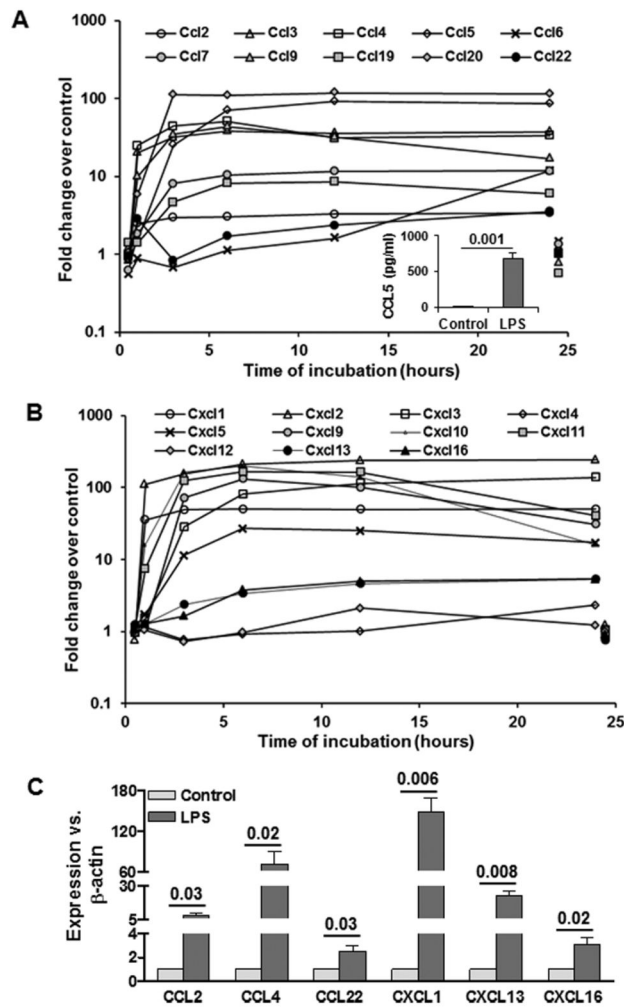 A
Ccl2 Ccl3 Ccl4 Ccl5 Ccl6
Ccl7 Ccl9 Ccl19 Ccl20 Ccl22
Fold change over control
1000
100
10
1
0.1
CCL5 (pg/ml)
1000
500
0
0.001
Control LPS
0 5 10 15 20 25
Time of incubation (hours)
B
Cxcl1 Cxcl2 Cxcl3 Cxcl4
Cxcl5 Cxcl9 Cxcl10 Cxcl11
Cxcl12 Cxcl13 Cxcl16
Fold change over control
1000
100
10
1
0.1
0 5 10 15 20 25
Time of incubation (hours)
C
Control
LPS
Expression vs.
β-actin
180
120
60
30
5
4
2
0
0.03 0.02 0.03 0.006 0.008 0.02
CCL2 CCL4 CCL22 CXCL1 CXCL13 CXCL16